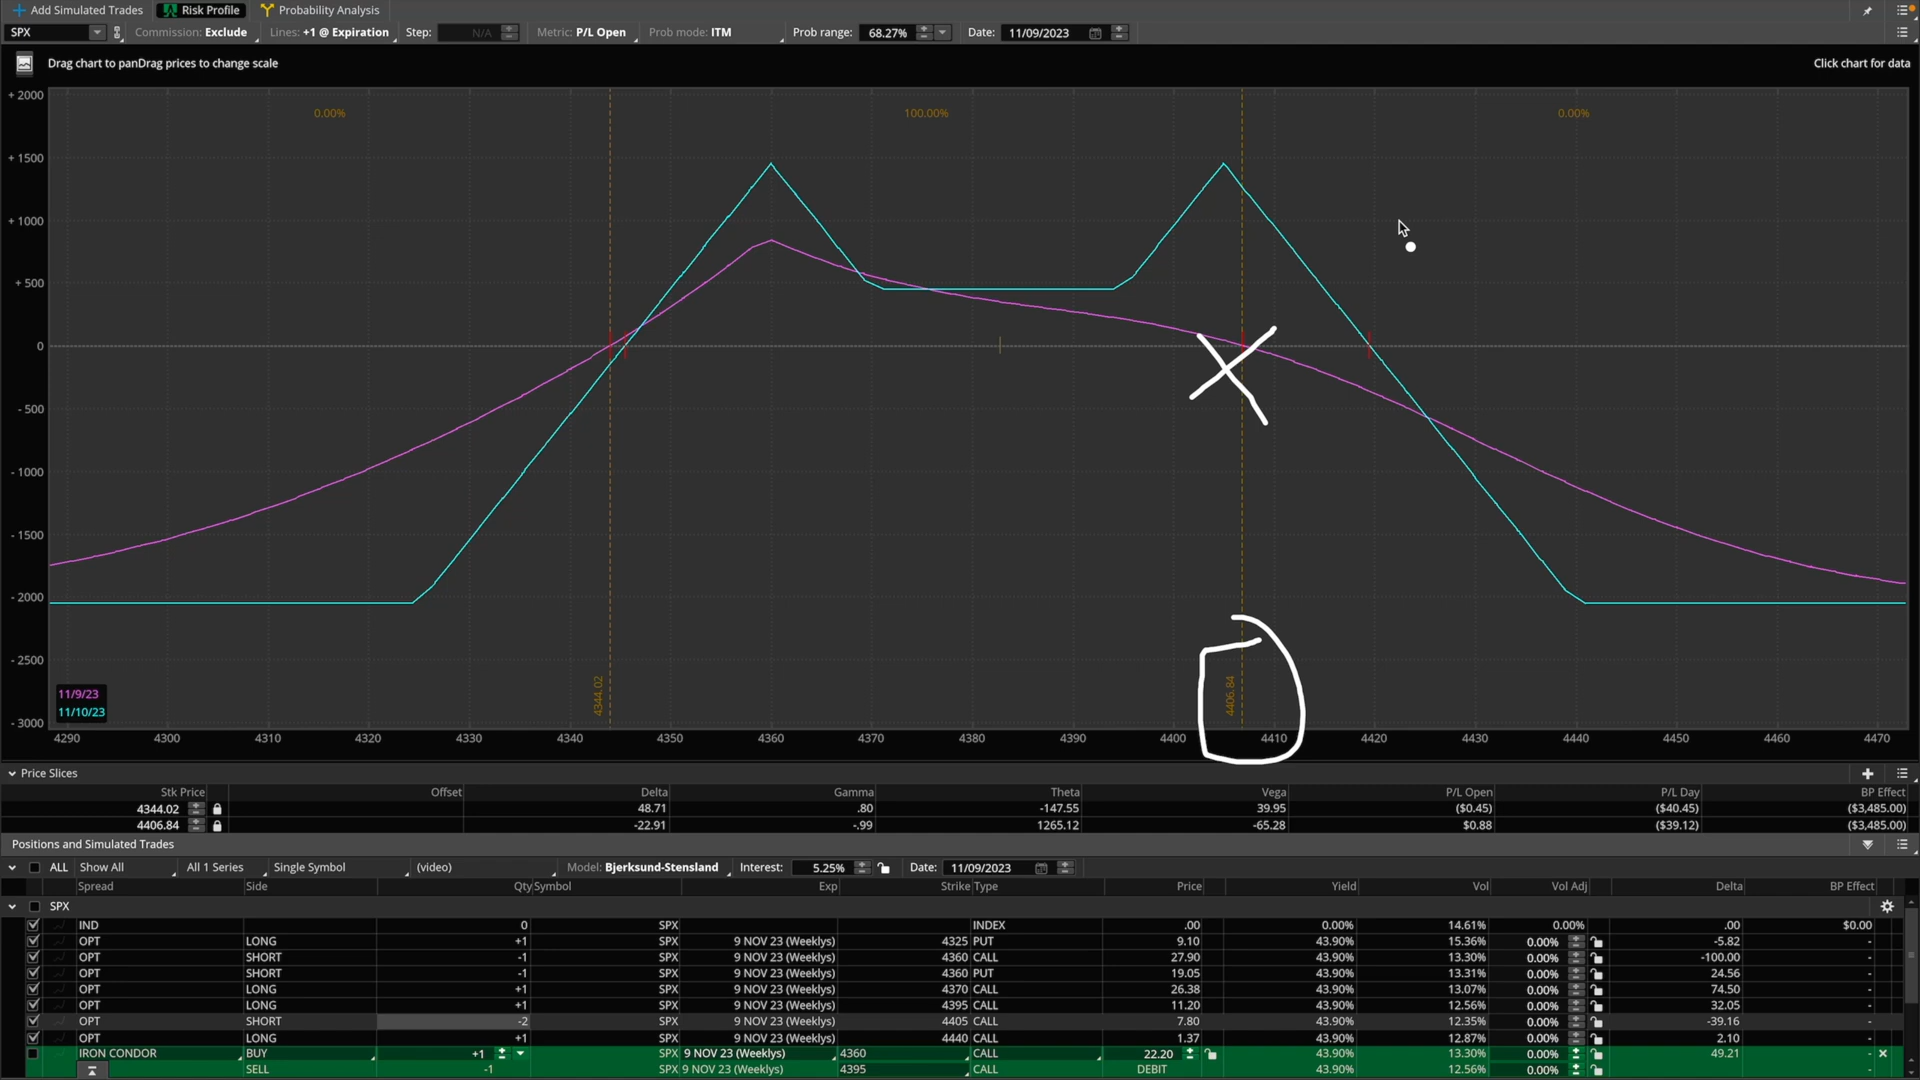 Add Simulated Trades Risk Profile Probability Analysis
SPX Commission: Exclude Lines: +1 @ Expiration Step: N/A Metric: P/L Open Prob mode: ITM Prob range: 68.27% Date: 11/09/2023
Drag chart to panDrag prices to change scale Click chart for data
+ 2000
0.00% 100.00% 0.00%
+ 1500
+ 1000
+ 500
0
- 500
- 1000
- 1500
- 2000
- 2500
4344.02 4406.84
11/9/23
11/10/23
- 3000
4290 4300 4310 4320 4330 4340 4350 4360 4370 4380 4390 4400 4410 4420 4430 4440 4450 4460 4470
Price Slices
Stk Price Offset Delta Gamma Theta Vega P/L Open P/L Day BP Effect
4344.02 48.71 .80 -147.55 39.95 ($0.45) ($40.45) ($3,485.00)
4406.84 -22.91 -.99 1265.12 -65.28 $0.88 ($39.12) ($3,485.00)
Positions and Simulated Trades
ALL Show All All 1 Series Single Symbol (video) Model: Bjerksund-Stensland Interest: 5.25% Date: 11/09/2023
Spread Side Qty Symbol Exp Strike Type Price Yield Vol Vol Adj Delta BP Effect
SPX
IND 0 SPX INDEX .00 0.00% 14.61% 0.00% .00 $0.00
OPT LONG +1 SPX 9 NOV 23 (Weeklys) 4325 PUT 9.10 43.90% 15.36% 0.00% -5.82 -
OPT SHORT -1 SPX 9 NOV 23 (Weeklys) 4360 CALL 27.90 43.90% 13.30% 0.00% -100.00 -
OPT SHORT -1 SPX 9 NOV 23 (Weeklys) 4360 PUT 19.05 43.90% 13.31% 0.00% 24.56 -
OPT LONG +1 SPX 9 NOV 23 (Weeklys) 4370 CALL 26.38 43.90% 13.07% 0.00% 74.50 -
OPT LONG +1 SPX 9 NOV 23 (Weeklys) 4395 CALL 11.20 43.90% 12.56% 0.00% 32.05 -
OPT SHORT -2 SPX 9 NOV 23 (Weeklys) 4405 CALL 7.80 43.90% 12.35% 0.00% -39.16 -
OPT LONG +1 SPX 9 NOV 23 (Weeklys) 4440 CALL 1.37 43.90% 12.87% 0.00% 2.10 -
IRON CONDOR BUY +1 SPX 9 NOV 23 (Weeklys) 4360 CALL 22.20 43.90% 13.30% 0.00% 49.21 -
SELL -1 SPX 9 NOV 23 (Weeklys) 4395 CALL DEBIT 43.90% 12.56% 0.00%